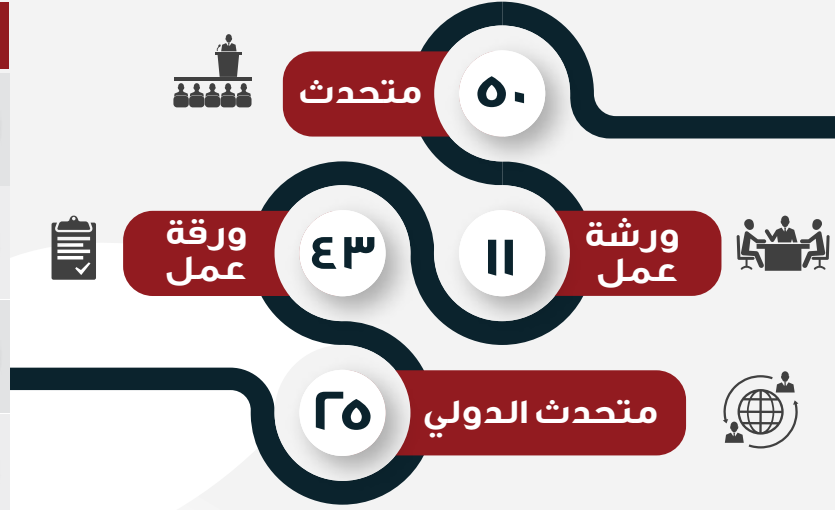 ٥٠
متحدث
١١
ورشة
عمل
٤٣
ورقة
عمل
٢٥
متحدث الدولي